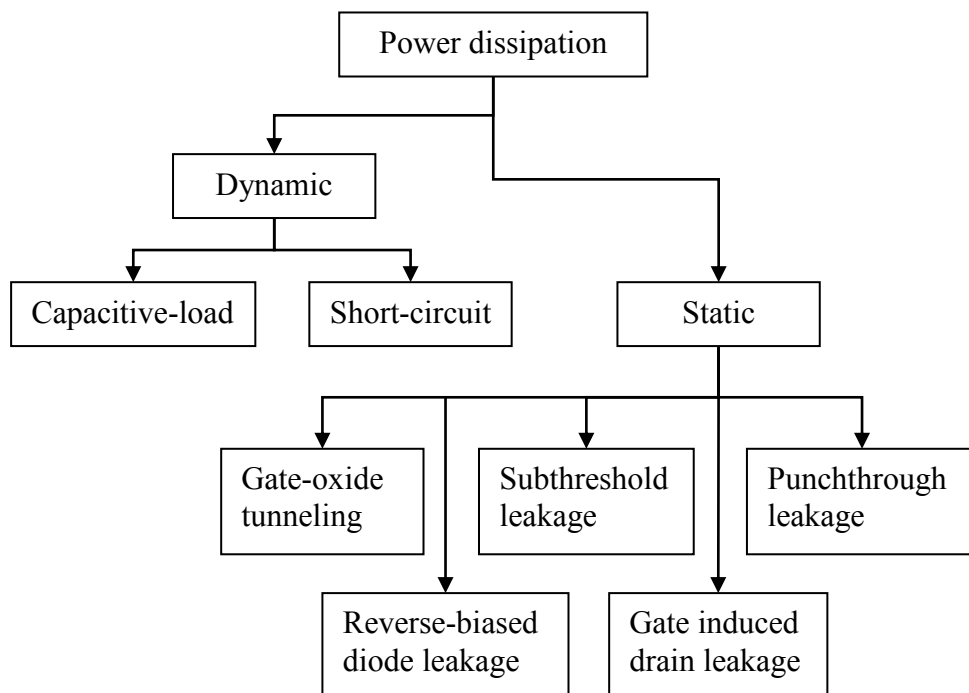 Power dissipation
Dynamic
Capacitive-load
Short-circuit
Static
Gate-oxide
tunneling
Subthreshold
leakage
Punchthrough
leakage
Reverse-biased
diode leakage
Gate induced
drain leakage